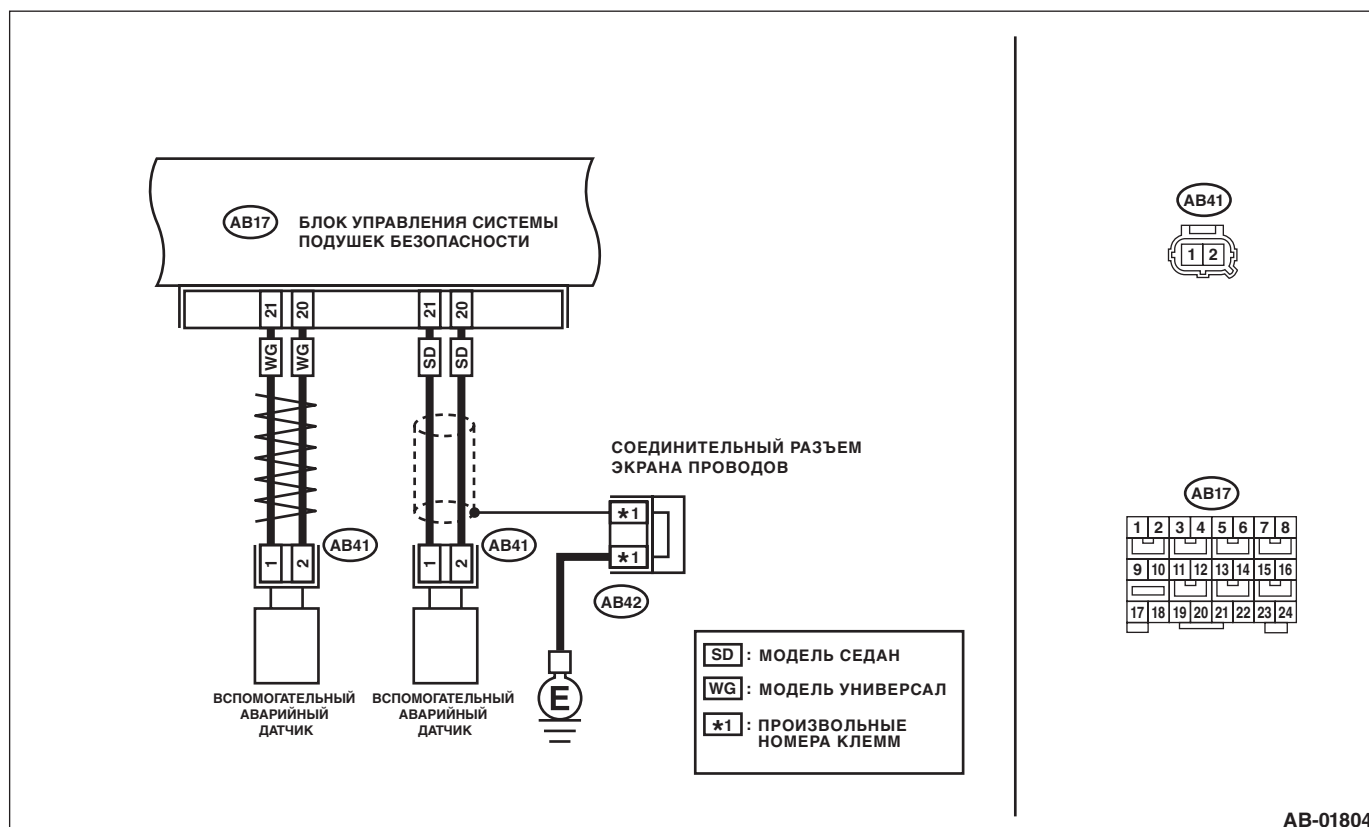 AB17
БЛОК УПРАВЛЕНИЯ СИСТЕМЫ
ПОДУШЕК БЕЗОПАСНОСТИ
21 20 21 20
WG WG SD SD
СОЕДИНИТЕЛЬНЫЙ РАЗЪЕМ
ЭКРАНА ПРОВОДОВ
*1
*1
AB42
1 2 AB41
1 2 AB41
ВСПОМОГАТЕЛЬНЫЙ
АВАРИЙНЫЙ
ДАТЧИК
ВСПОМОГАТЕЛЬНЫЙ
АВАРИЙНЫЙ
ДАТЧИК
E
SD : МОДЕЛЬ СЕДАН
WG : МОДЕЛЬ УНИВЕРСАЛ
*1 : ПРОИЗВОЛЬНЫЕ
НОМЕРА КЛЕММ
AB41
1 2
AB17
1 2 3 4 5 6 7 8
9 10 11 12 13 14 15 16
17 18 19 20 21 22 23 24
AB-01804